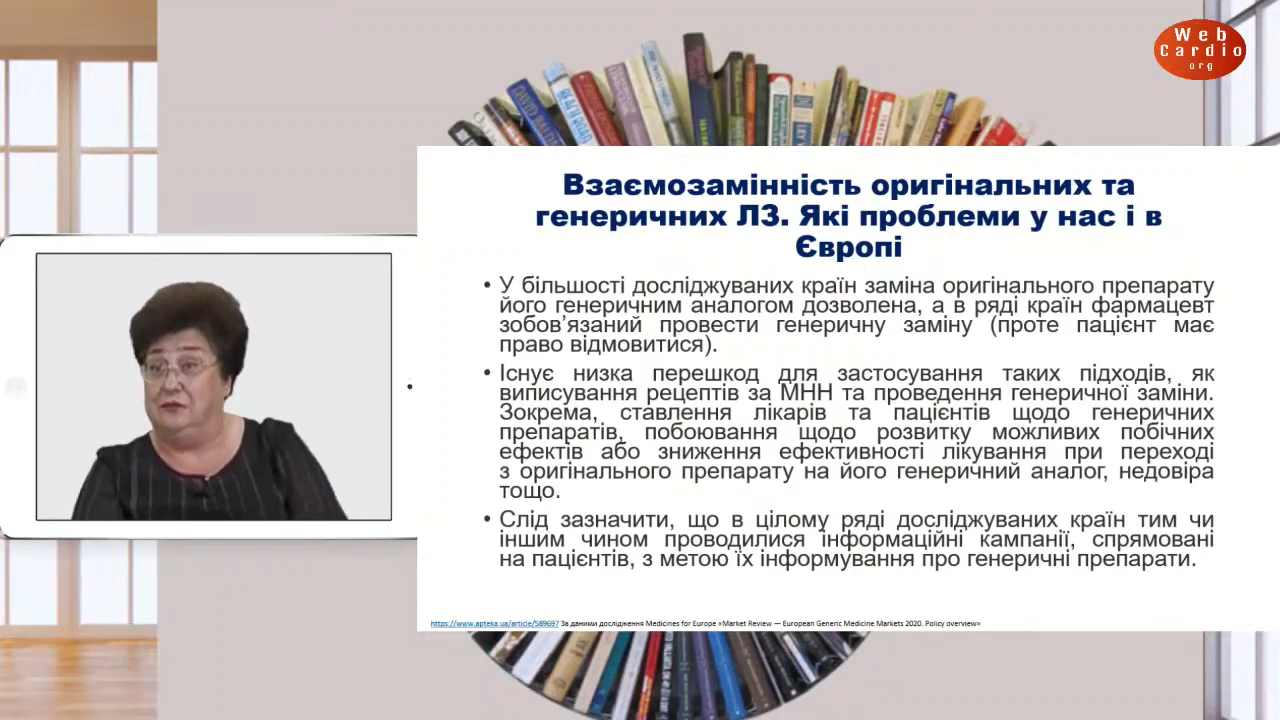 Web
Cardio
org
BEACH ROAD
Взаємозамінність оригінальних та
генеричних ЛЗ. Які проблеми у нас і в
Європі
• У більшості досліджуваних країн заміна оригінального препарату
його генеричним аналогом дозволена, а в ряді країн фармацевт
зобов’язаний провести генеричну заміну (проте пацієнт має
право відмовитися).
• Існує низка перешкод для застосування таких підходів, як
виписування рецептів за МНН та проведення генеричної заміни.
Зокрема, ставлення лікарів та пацієнтів щодо генеричних
препаратів, побоювання щодо розвитку можливих побічних
ефектів або зниження ефективності лікування при переході
з оригінального препарату на його генеричний аналог, недовіра
тощо.
• Слід зазначити, що в цілому ряді досліджуваних країн тим чи
іншим чином проводилися інформаційні кампанії, спрямовані
на пацієнтів, з метою їх інформування про генеричні препарати.
https://www.apteka.ua/article/589697 За даними дослідження Medicines for Europe «Market Review — European Generic Medicine Markets 2020. Policy overview»